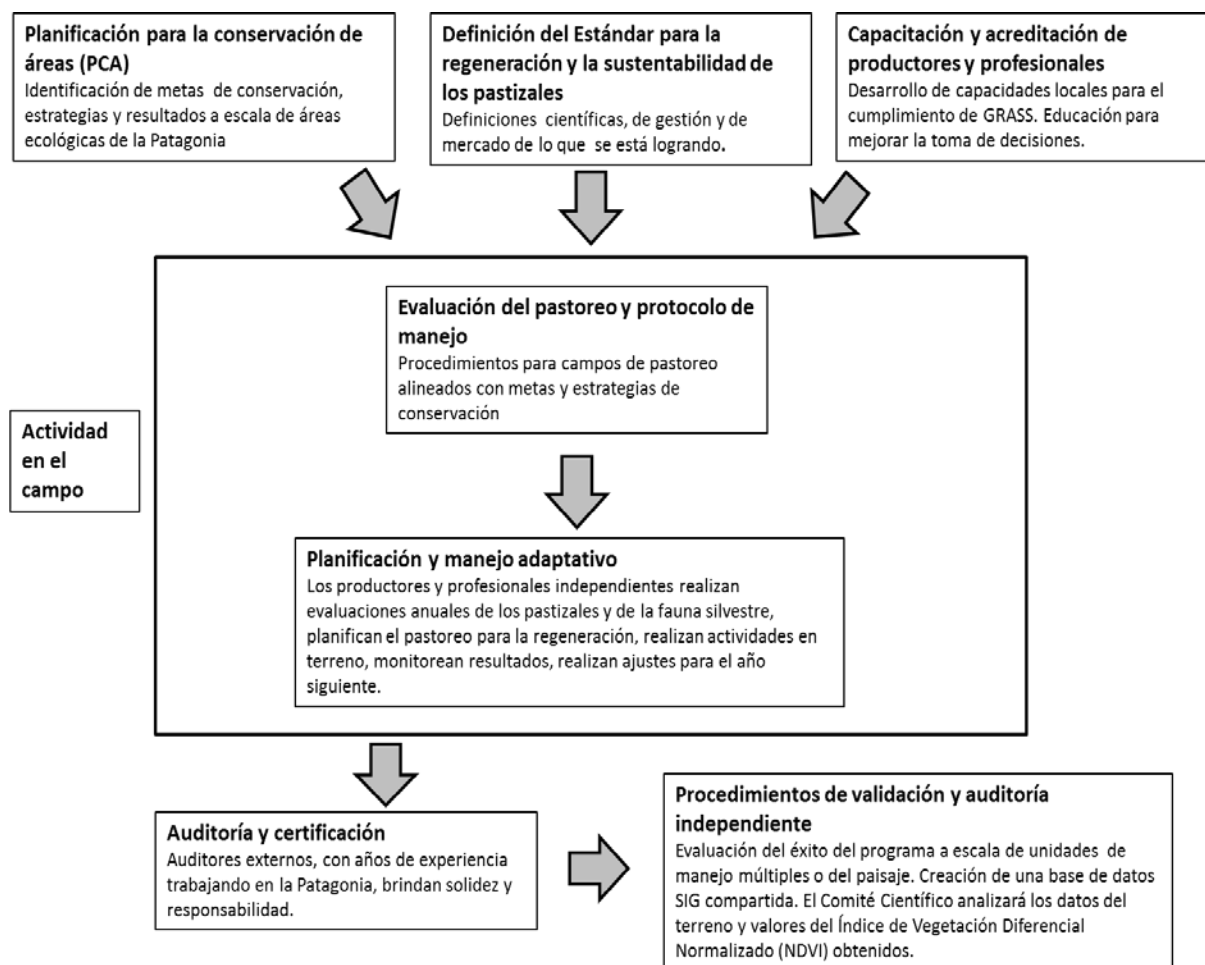 Planificación para la conservación de
áreas (PCA)
Identificación de metas de conservación,
estrategias y resultados a escala de áreas
ecológicas de la Patagonia
Definición del Estándar para la
regeneración y la sustentabilidad de
los pastizales
Definiciones científicas, de gestión y de
mercado de lo que se está logrando.
Capacitación y acreditación de
productores y profesionales
Desarrollo de capacidades locales para el
cumplimiento de GRASS. Educación para
mejorar la toma de decisiones.
Actividad
en el
campo
Evaluación del pastoreo y protocolo de
manejo
Procedimientos para campos de pastoreo
alineados con metas y estrategias de
conservación
Planificación y manejo adaptativo
Los productores y profesionales independientes realizan
evaluaciones anuales de los pastizales y de la fauna silvestre,
planifican el pastoreo para la regeneración, realizan actividades en
terreno, monitorean resultados, realizan ajustes para el año
siguiente.
Auditoría y certificación
Auditores externos, con años de experiencia
trabajando en la Patagonia, brindan solidez y
responsabilidad.
Procedimientos de validación y auditoría
independiente
Evaluación del éxito del programa a escala de unidades de
manejo múltiples o del paisaje. Creación de una base de datos
SIG compartida. El Comité Científico analizará los datos del
terreno y valores del Índice de Vegetación Diferencial
Normalizado (NDVI) obtenidos.